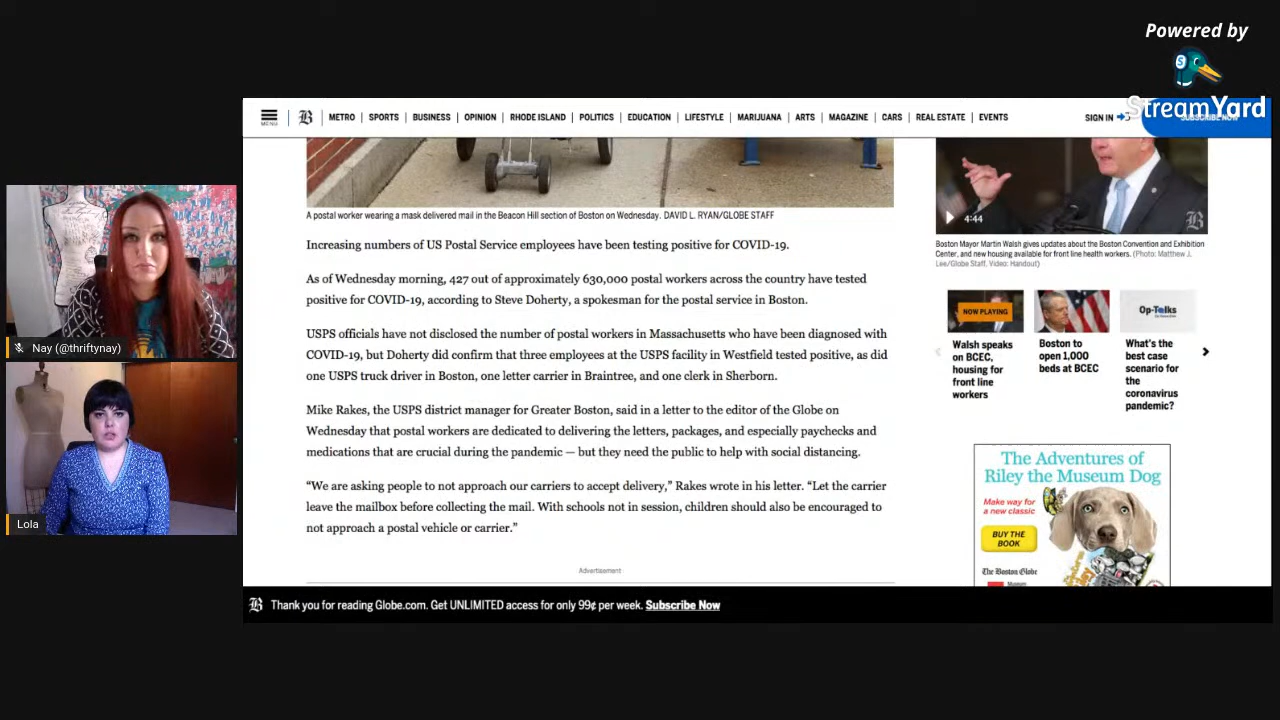 Powered by
StreamYard
MENU
B
METRO | SPORTS | BUSINESS | OPINION | RHODE ISLAND | POLITICS | EDUCATION | LIFESTYLE | MARIJUANA | ARTS | MAGAZINE | CARS | REAL ESTATE | EVENTS
SIGN IN
SUBSCRIBE NOW
A postal worker wearing a mask delivered mail in the Beacon Hill section of Boston on Wednesday. DAVID L. RYAN/GLOBE STAFF
Increasing numbers of US Postal Service employees have been testing positive for COVID-19.
As of Wednesday morning, 427 out of approximately 630,000 postal workers across the country have tested
positive for COVID-19, according to Steve Doherty, a spokesman for the postal service in Boston.
USPS officials have not disclosed the number of postal workers in Massachusetts who have been diagnosed with
COVID-19, but Doherty did confirm that three employees at the USPS facility in Westfield tested positive, as did
one USPS truck driver in Boston, one letter carrier in Braintree, and one clerk in Sherborn.
Mike Rakes, the USPS district manager for Greater Boston, said in a letter to the editor of the Globe on
Wednesday that postal workers are dedicated to delivering the letters, packages, and especially paychecks and
medications that are crucial during the pandemic — but they need the public to help with social distancing.
“We are asking people to not approach our carriers to accept delivery,” Rakes wrote in his letter. “Let the carrier
leave the mailbox before collecting the mail. With schools not in session, children should also be encouraged to
not approach a postal vehicle or carrier.”
Advertisement
4:44
B
Boston Mayor Martin Walsh gives updates about the Boston Convention and Exhibition
Center, and new housing available for front line health workers. (Photo: Matthew J.
Lee/Globe Staff, Video: Handout)
NOW PLAYING
Walsh speaks
on BCEC,
housing for
front line
workers
Boston to
open 1,000
beds at BCEC
Op-Talks
What's the
best case
scenario for
the
coronavirus
pandemic?
The Adventures of
Riley the Museum Dog
Make way for
a new classic
BUY THE
BOOK
The Boston Globe
Museum
B Thank you for reading Globe.com. Get UNLIMITED access for only 99¢ per week. Subscribe Now
Nay (@thriftynay)
Lola